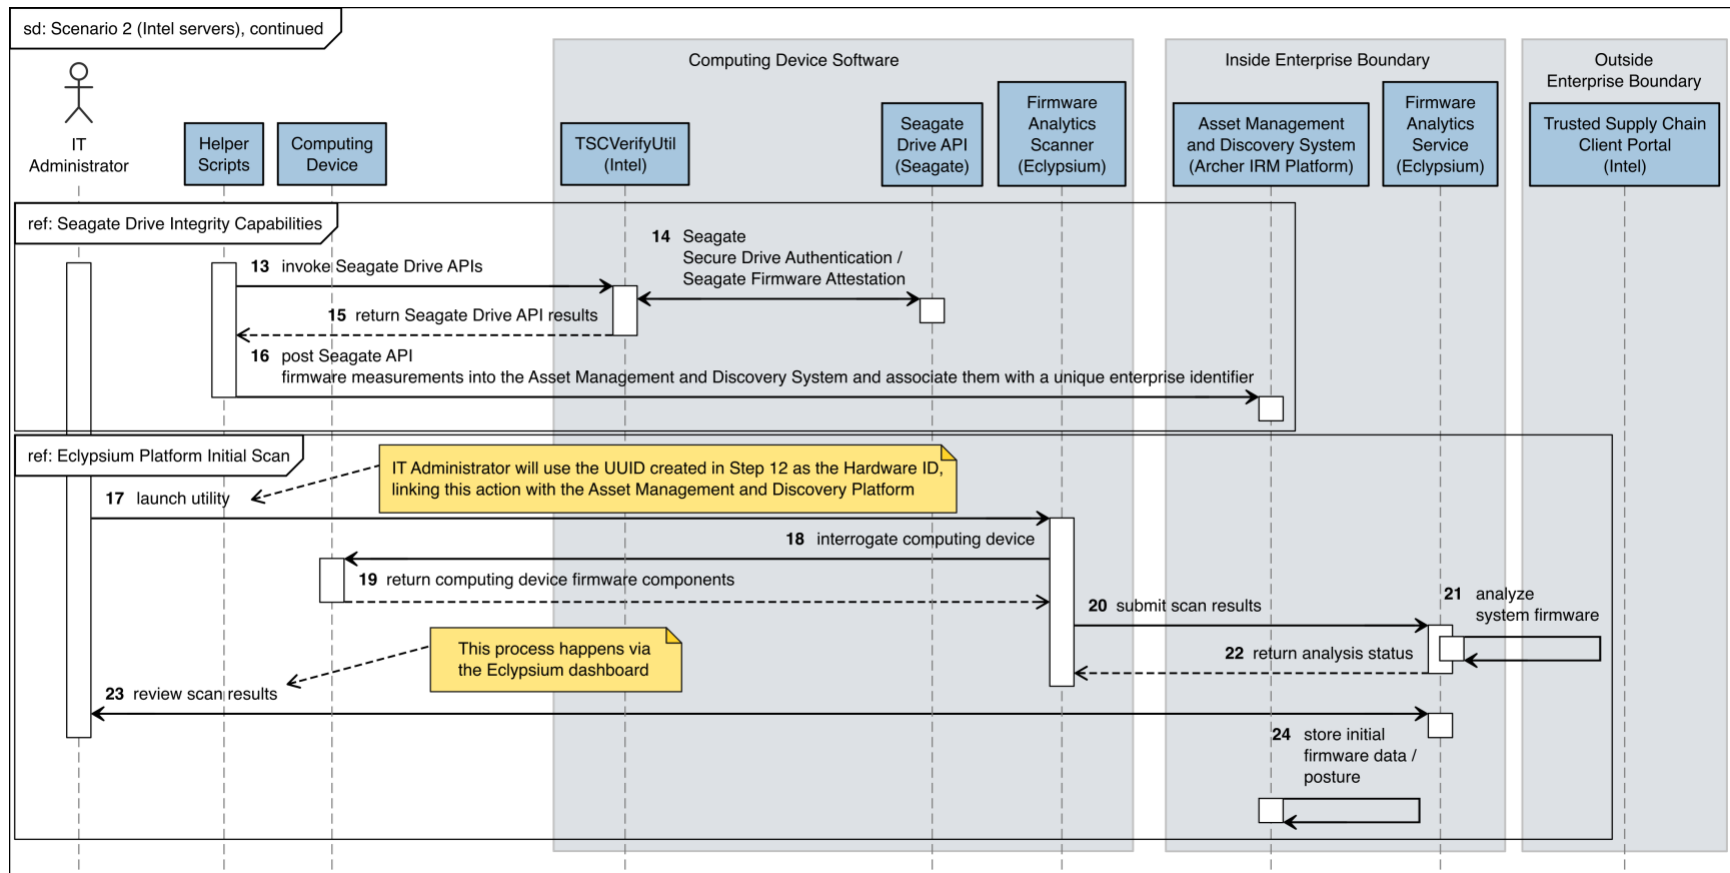 sd: Scenario 2 (Intel servers), continued
Computing Device Software
Inside Enterprise Boundary
Outside
Enterprise Boundary
IT
Administrator
Helper
Scripts
Computing
Device
TSCVerifyUtil
(Intel)
Seagate
Drive API
(Seagate)
Firmware
Analytics
Scanner
(Eclypsium)
Asset Management
and Discovery System
(Archer IRM Platform)
Firmware
Analytics
Service
(Eclypsium)
Trusted Supply Chain
Client Portal
(Intel)
ref: Seagate Drive Integrity Capabilities
13 invoke Seagate Drive APIs
14 Seagate
Secure Drive Authentication /
Seagate Firmware Attestation
15 return Seagate Drive API results
16 post Seagate API
firmware measurements into the Asset Management and Discovery System and associate them with a unique enterprise identifier
ref: Eclypsium Platform Initial Scan
IT Administrator will use the UUID created in Step 12 as the Hardware ID,
linking this action with the Asset Management and Discovery Platform
17 launch utility
18 interrogate computing device
19 return computing device firmware components
20 submit scan results
21 analyze
system firmware
22 return analysis status
This process happens via
the Eclypsium dashboard
23 review scan results
24 store initial
firmware data /
posture